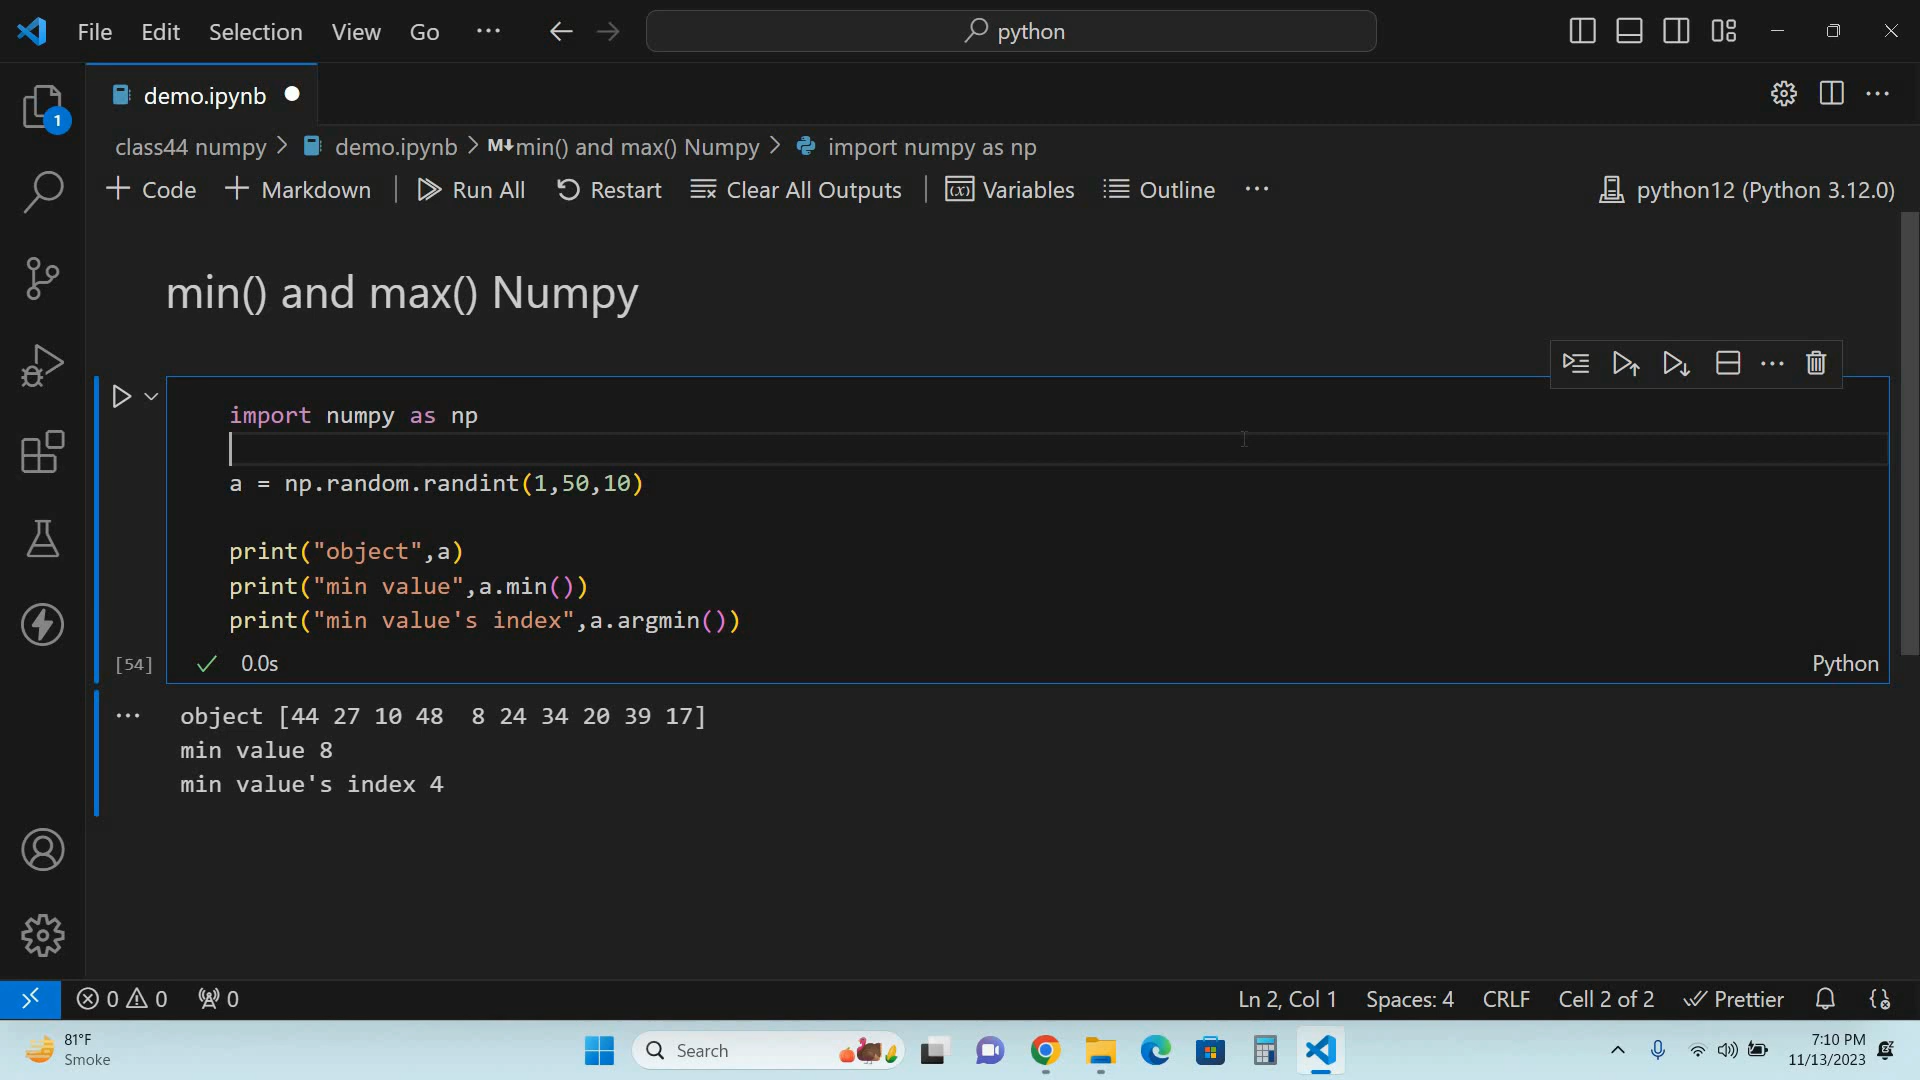 File Edit Selection View Go ··· python
1
demo.ipynb
class44 numpy > demo.ipynb > M↓min() and max() Numpy > import numpy as np
+ Code + Markdown | Run All Restart Clear All Outputs | Variables Outline ··· python12 (Python 3.12.0)
min() and max() Numpy
import numpy as np
a = np.random.randint(1,50,10)
print("object",a)
print("min value",a.min())
print("min value's index",a.argmin())
[54] ✓ 0.0s Python
object [44 27 10 48  8 24 34 20 39 17]
min value 8
min value's index 4
0 0 0 Ln 2, Col 1 Spaces: 4 CRLF Cell 2 of 2 Prettier
81°F
Smoke
Search
7:10 PM
11/13/2023